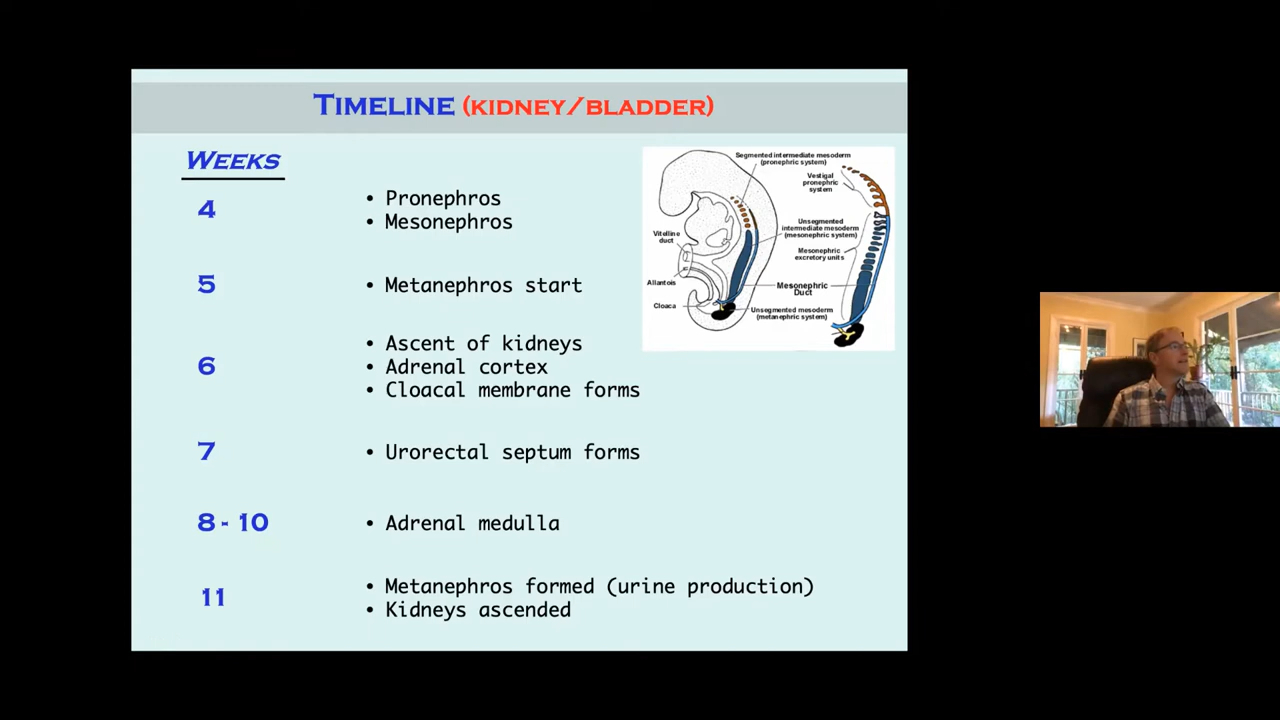 TIMELINE (KIDNEY/BLADDER)
WEEKS
4
• Pronephros
• Mesonephros
5
• Metanephros start
6
• Ascent of kidneys
• Adrenal cortex
• Cloacal membrane forms
7
• Urorectal septum forms
8 - 10
• Adrenal medulla
11
• Metanephros formed (urine production)
• Kidneys ascended
Segmented intermediate mesoderm
(pronephric system)
Vestigal
pronephric
system
Unsegmented
intermediate mesoderm
(mesonephric system)
Vitelline
duct
Mesonephric
excretory units
Allantois
Mesonephric
Duct
Cloaca
Unsegmented mesoderm
(metanephric system)